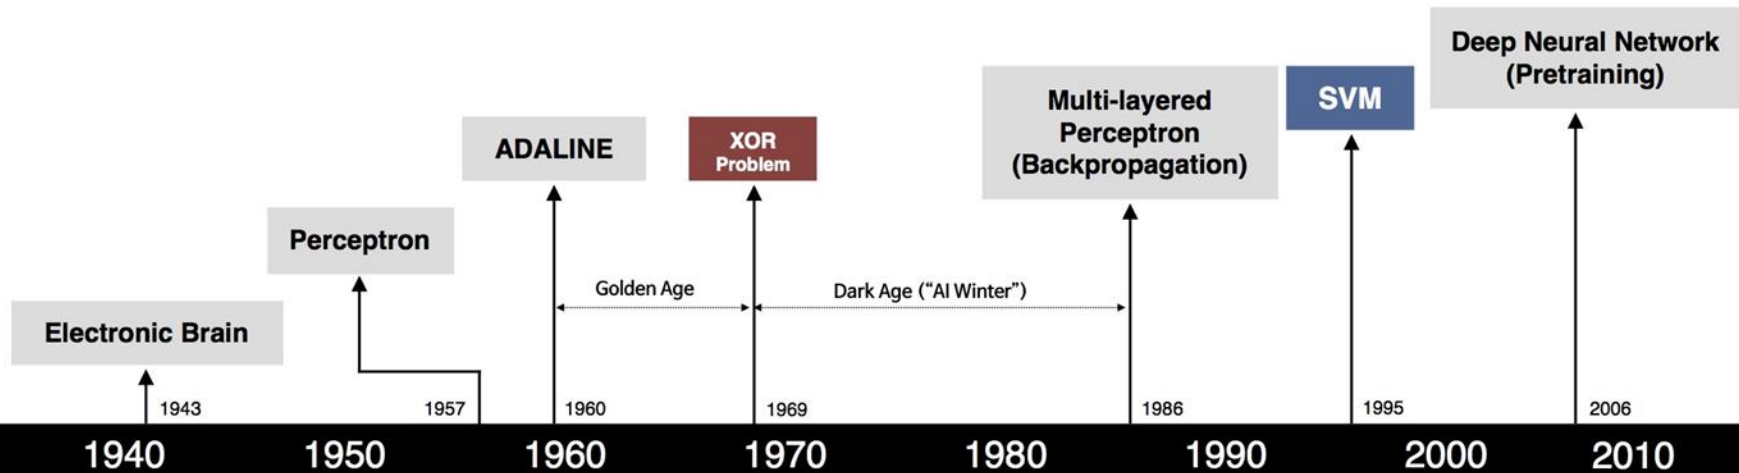 Deep Neural Network
(Pretraining)
Multi-layered
Perceptron
(Backpropagation)
SVM
ADALINE
XOR
Problem
Perceptron
Golden Age
Dark Age (“AI Winter”)
Electronic Brain
1943
1957
1960
1969
1986
1995
2006
1940
1950
1960
1970
1980
1990
2000
2010